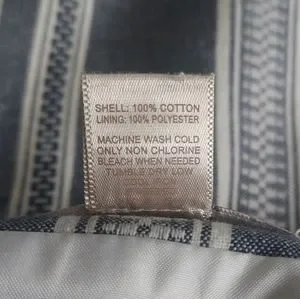 SHELL: 100% COTTON
LINING: 100% POLYESTER
MACHINE WASH COLD
ONLY NON CHLORINE
BLEACH WHEN NEEDED
TUMBLE DRY LOW